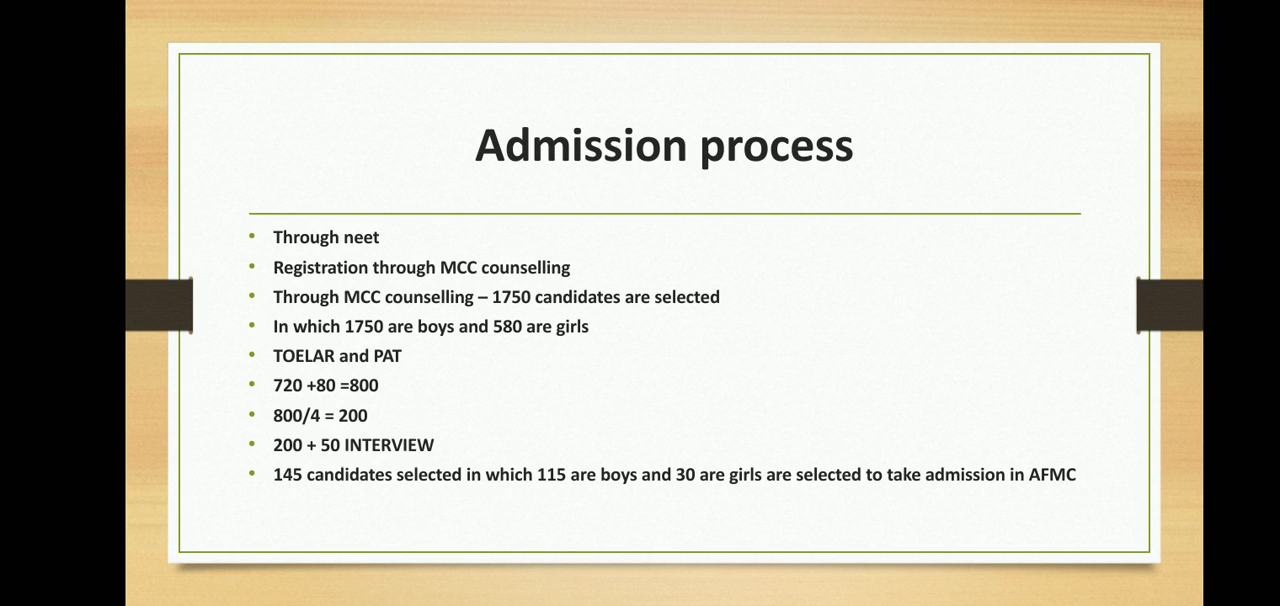 Admission process
• Through neet
• Registration through MCC counselling
• Through MCC counselling – 1750 candidates are selected
• In which 1750 are boys and 580 are girls
• TOELAR and PAT
• 720 +80 =800
• 800/4 = 200
• 200 + 50 INTERVIEW
• 145 candidates selected in which 115 are boys and 30 are girls are selected to take admission in AFMC